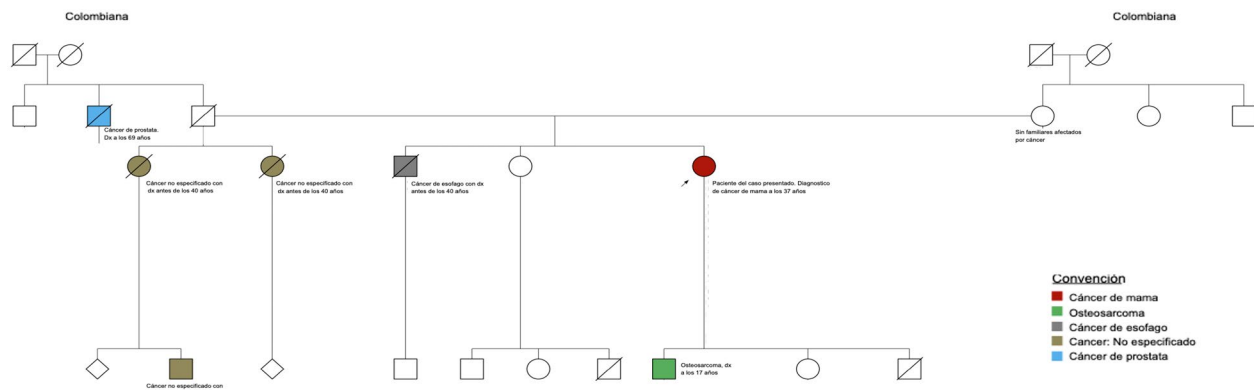 Colombiana
Colombiana
Cáncer de prostata.
Dx a los 69 años
Sin familiares afectados
por cáncer
Cáncer no especificado con
dx antes de los 40 años
Cáncer no especificado con
dx antes de los 40 años
Cáncer de esofago con dx
antes de los 40 años
Paciente del caso presentado. Diagnostico
de cáncer de mama a los 37 años
Convención
Cáncer de mama
Osteosarcoma
Cáncer de esofago
Cancer: No especificado
Cáncer de prostata
Osteosarcoma, dx
a los 17 años
Cáncer no especificado con